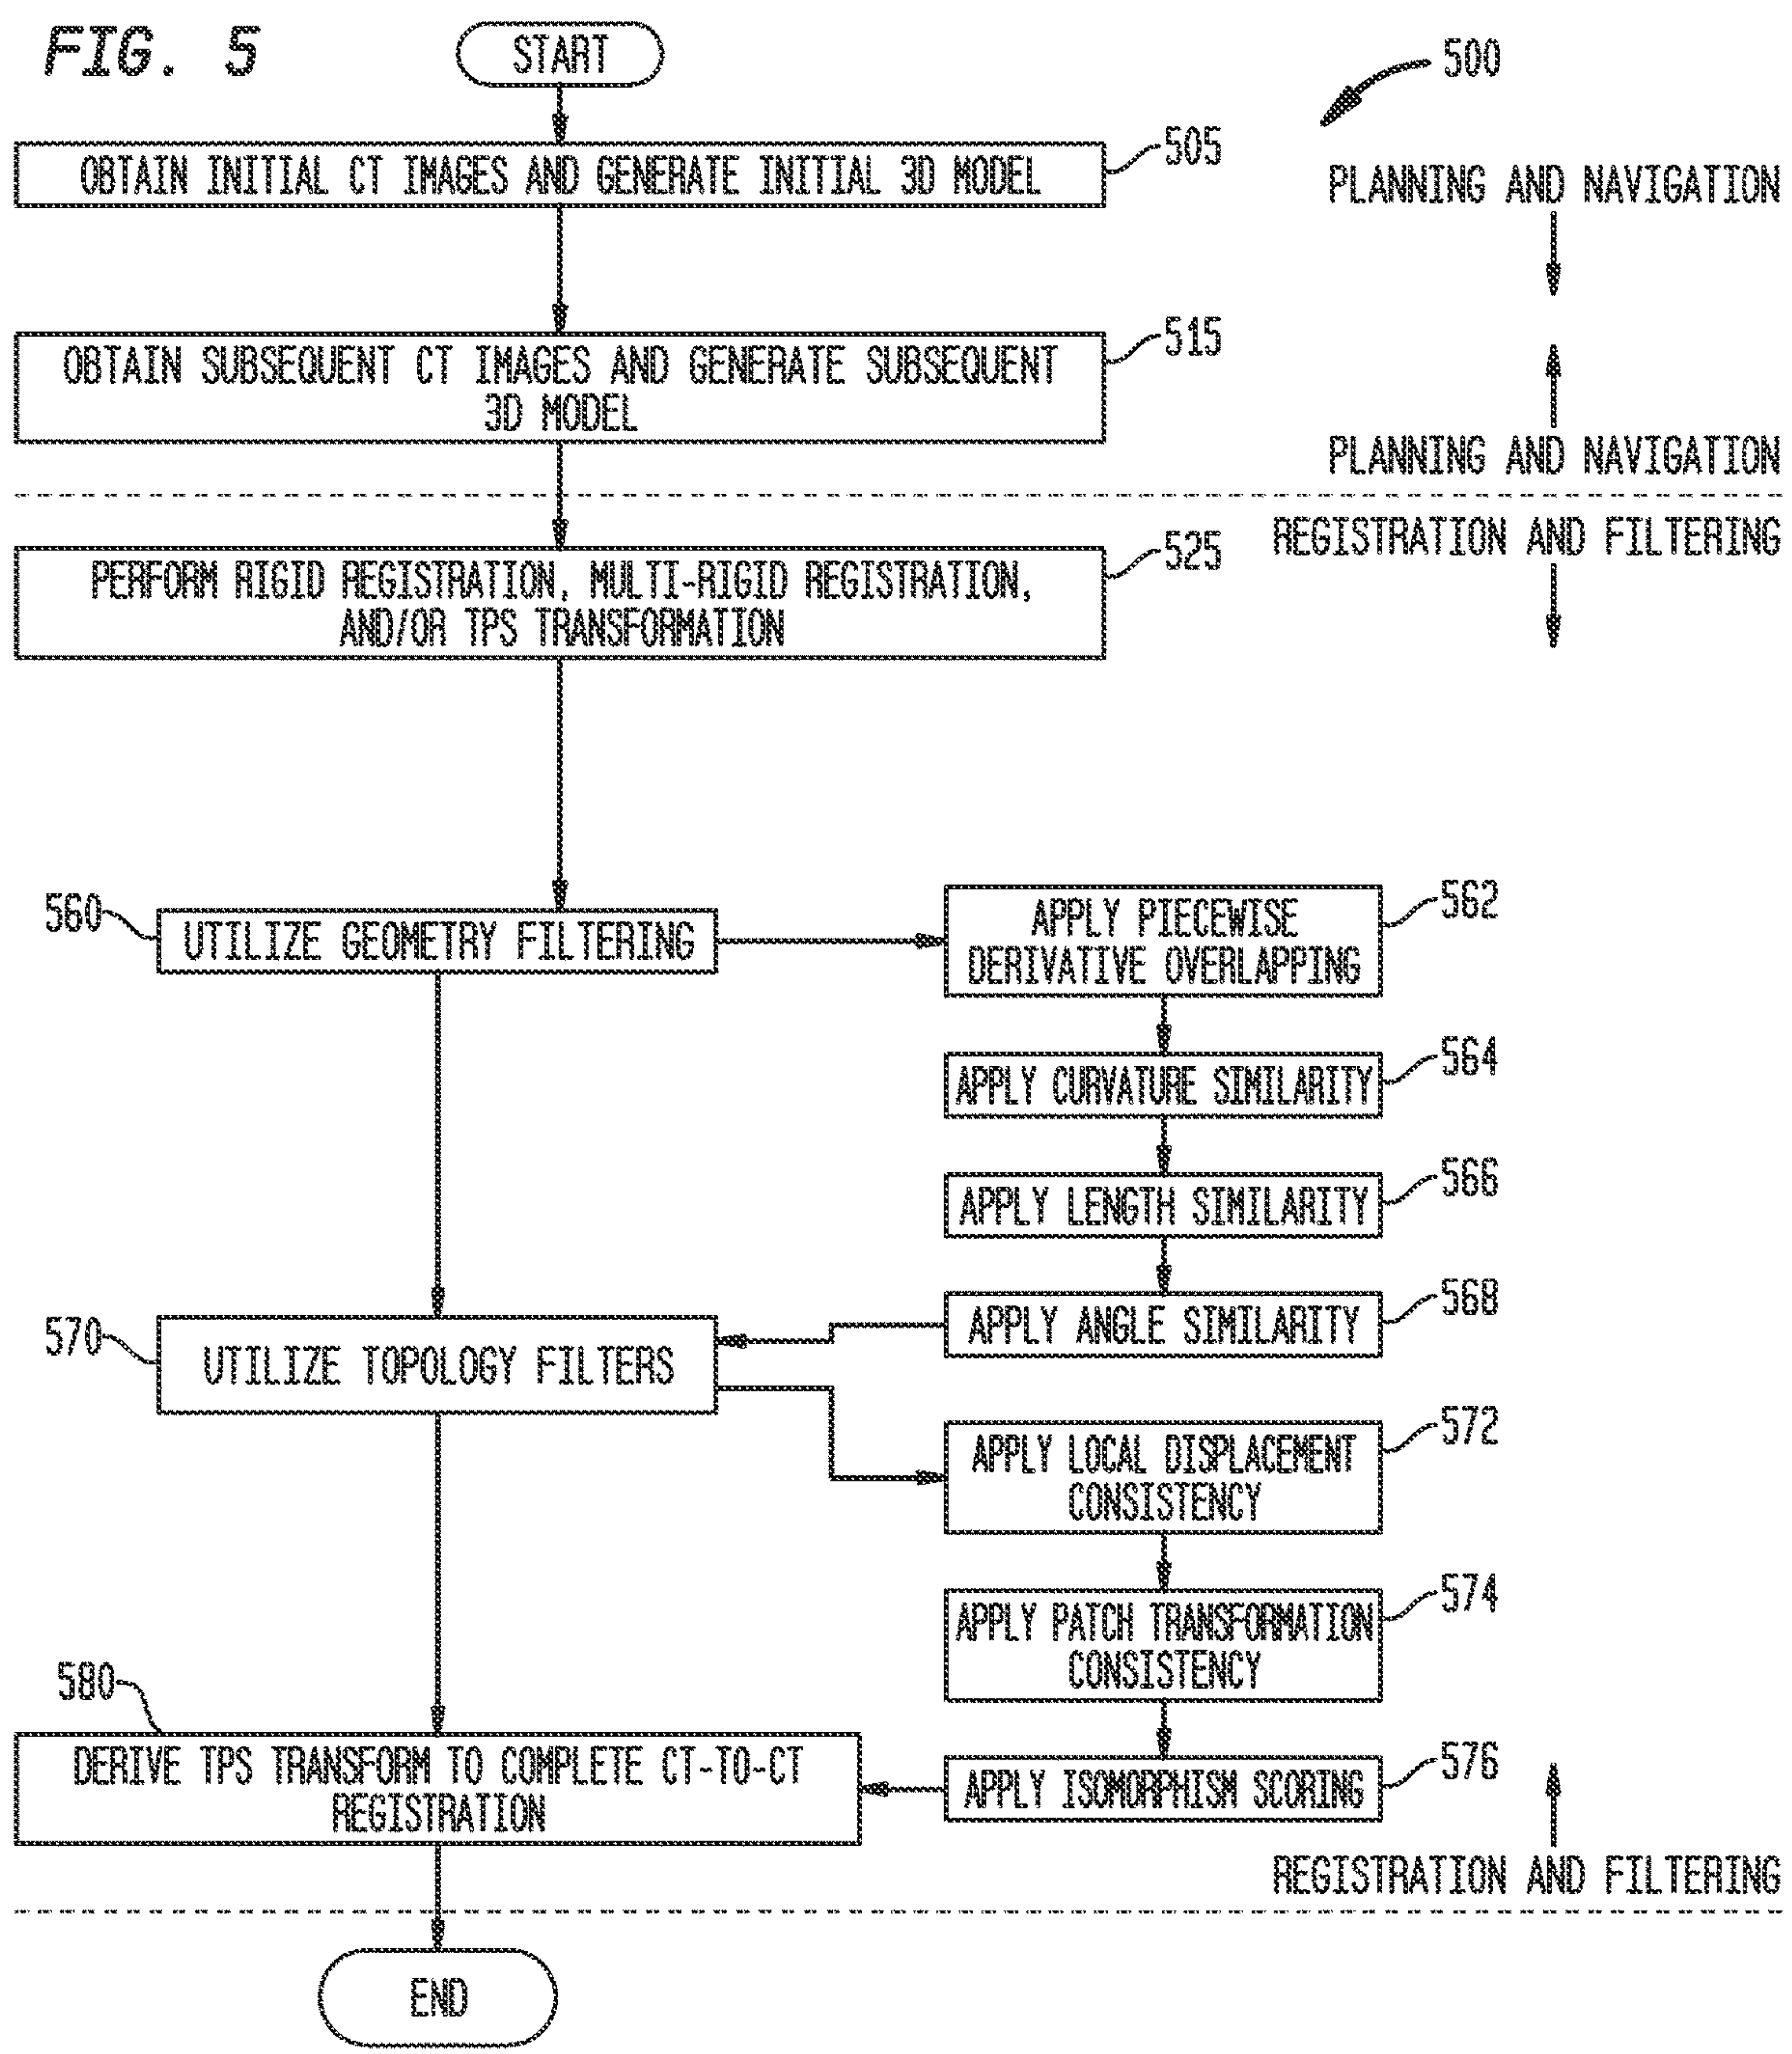 FIG. 5
START
500
505
OBTAIN INITIAL CT IMAGES AND GENERATE INITIAL 3D MODEL
PLANNING AND NAVIGATION
515
OBTAIN SUBSEQUENT CT IMAGES AND GENERATE SUBSEQUENT
3D MODEL
PLANNING AND NAVIGATION
REGISTRATION AND FILTERING
525
PERFORM RIGID REGISTRATION, MULTI-RIGID REGISTRATION,
AND/OR TPS TRANSFORMATION
560
UTILIZE GEOMETRY FILTERING
562
APPLY PIECEWISE
DERIVATIVE OVERLAPPING
564
APPLY CURVATURE SIMILARITY
566
APPLY LENGTH SIMILARITY
568
APPLY ANGLE SIMILARITY
570
UTILIZE TOPOLOGY FILTERS
572
APPLY LOCAL DISPLACEMENT
CONSISTENCY
574
APPLY PATCH TRANSFORMATION
CONSISTENCY
576
APPLY ISOMORPHISM SCORING
580
DERIVE TPS TRANSFORM TO COMPLETE CT-TO-CT
REGISTRATION
REGISTRATION AND FILTERING
END